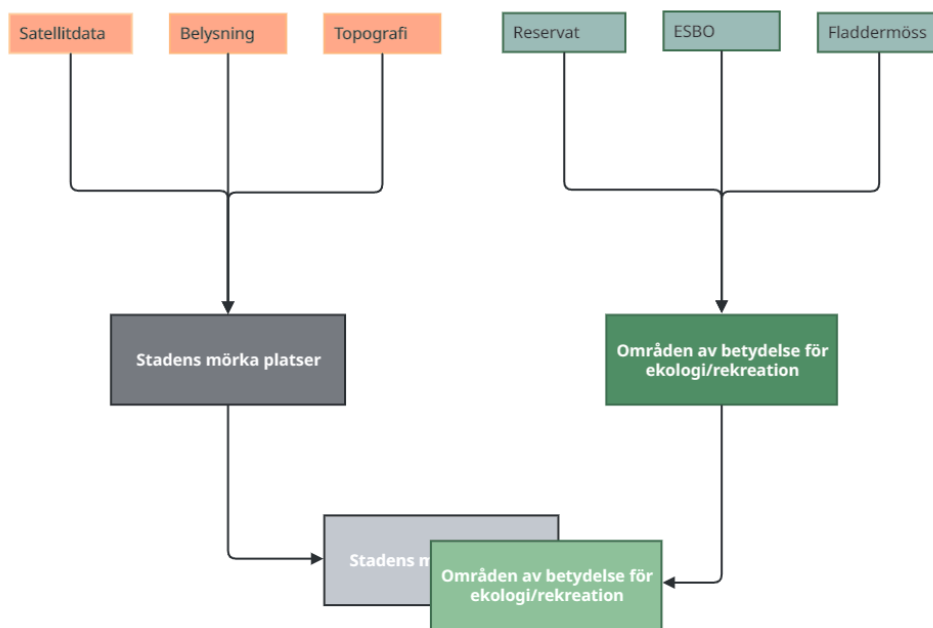 Satellitdata
Belysning
Topografi
Reservat
ESBO
Fladdermöss
Stadens mörka platser
Områden av betydelse för
ekologi/rekreation
Stadens m
Områden av betydelse för
ekologi/rekreation